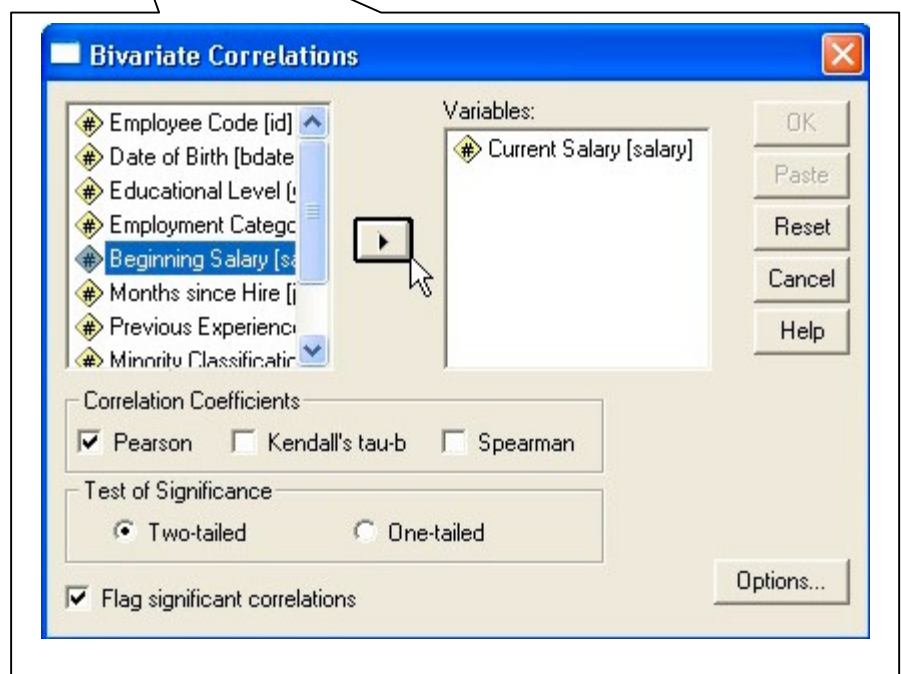 Bivariate Correlations
Employee Code [id]
Date of Birth [bdate
Educational Level (
Employment Catego
Beginning Salary [sa
Months since Hire [j
Previous Experienc
Minority Classificatic
Variables:
Current Salary [salary]
OK
Paste
Reset
Cancel
Help
Correlation Coefficients
Pearson Kendall's tau-b Spearman
Test of Significance
Two-tailed One-tailed
Flag significant correlations
Options...